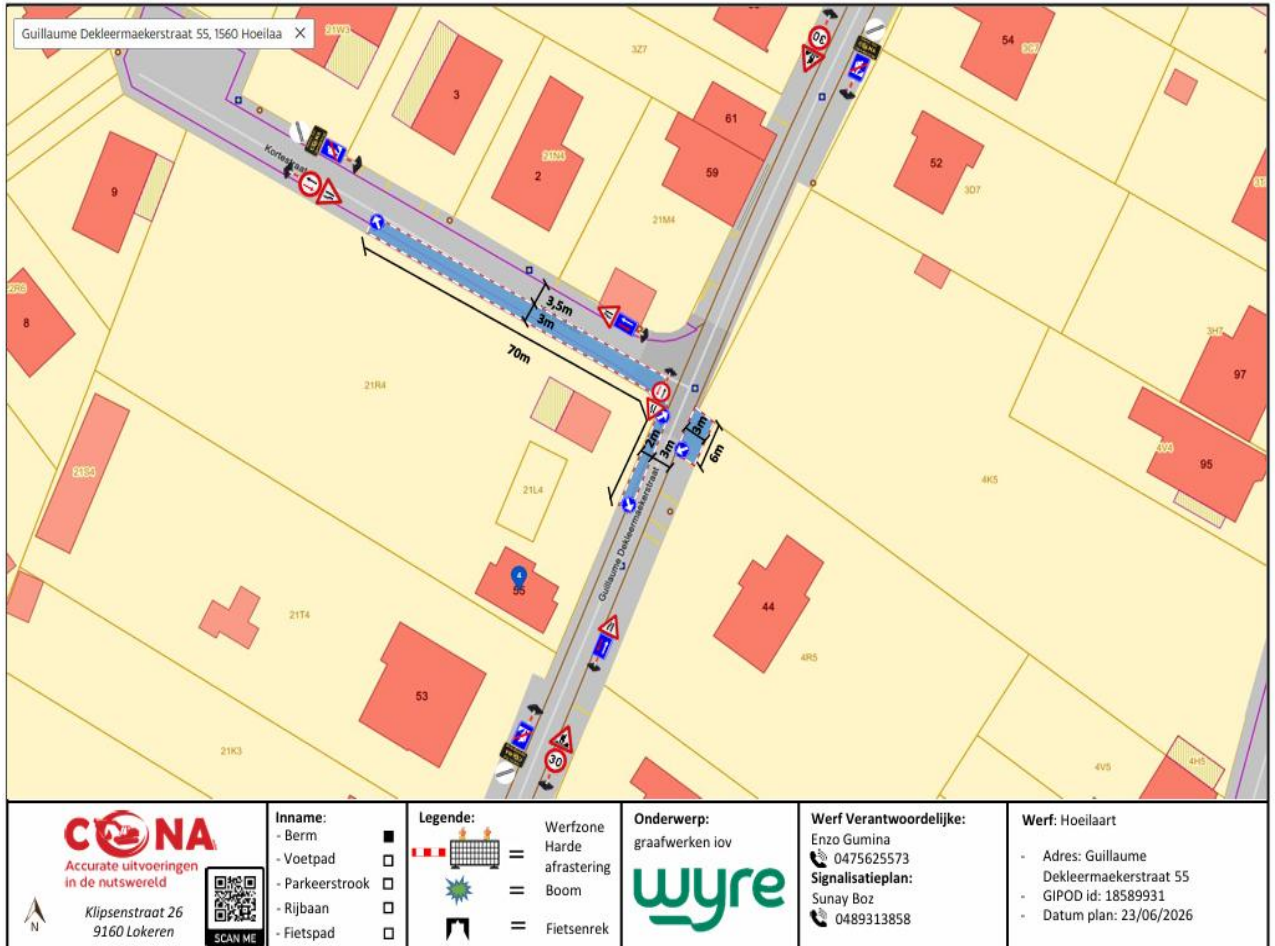 Guillaume Dekleermaekerstraat 55, 1560 Hoeilaa
21W3
3Z7
54
3C7
30
3
61
21N4
2
59
52
3D7
Kortestraat
9
21M4
2R6
8
3,5m
3m
70m
3H7
97
21R4
2m
3m
3m
6m
4V4
95
21S4
21L4
4K5
Guillaume Dekleermaekerstraat
4
55
44
21T4
4R5
53
30
21K3
4V5
4H5
CONA
Accurate uitvoeringen
in de nutswereld
Klipsenstraat 26
9160 Lokeren
N
SCAN ME
Inname:
- Berm
- Voetpad
- Parkeerstrook
- Rijbaan
- Fietspad
Legende:
= Werfzone
Harde
afrastering
= Boom
= Fietsenrek
Onderwerp:
graafwerken iov
wyre
Werf Verantwoordelijke:
Enzo Gumina
0475625573
Signalisatieplan:
Sunay Boz
0489313858
Werf: Hoeilaart
- Adres: Guillaume
Dekleermaekerstraat 55
- GIPOD id: 18589931
- Datum plan: 23/06/2026